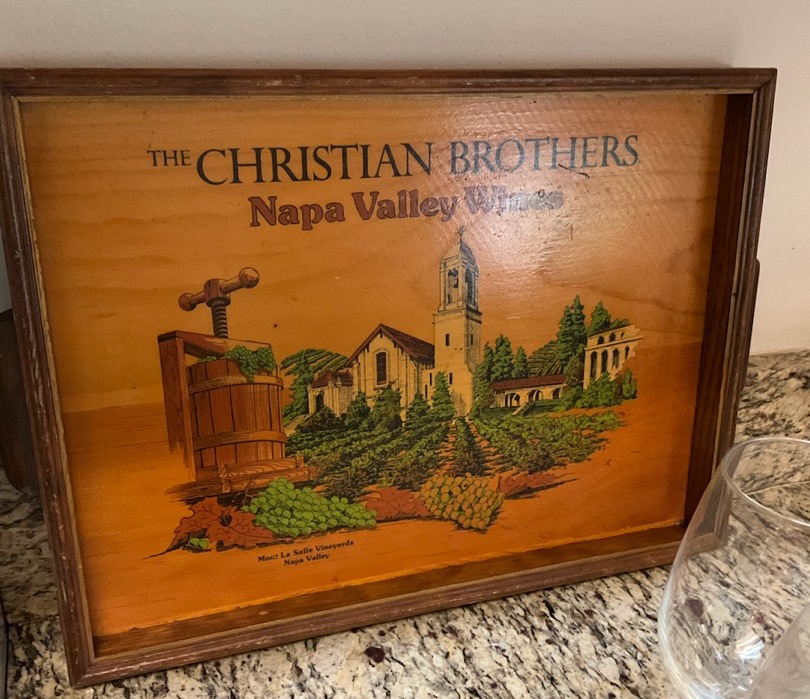 THE CHRISTIAN BROTHERS
Napa Valley Wines
Mont La Salle Vineyards
Napa Valley